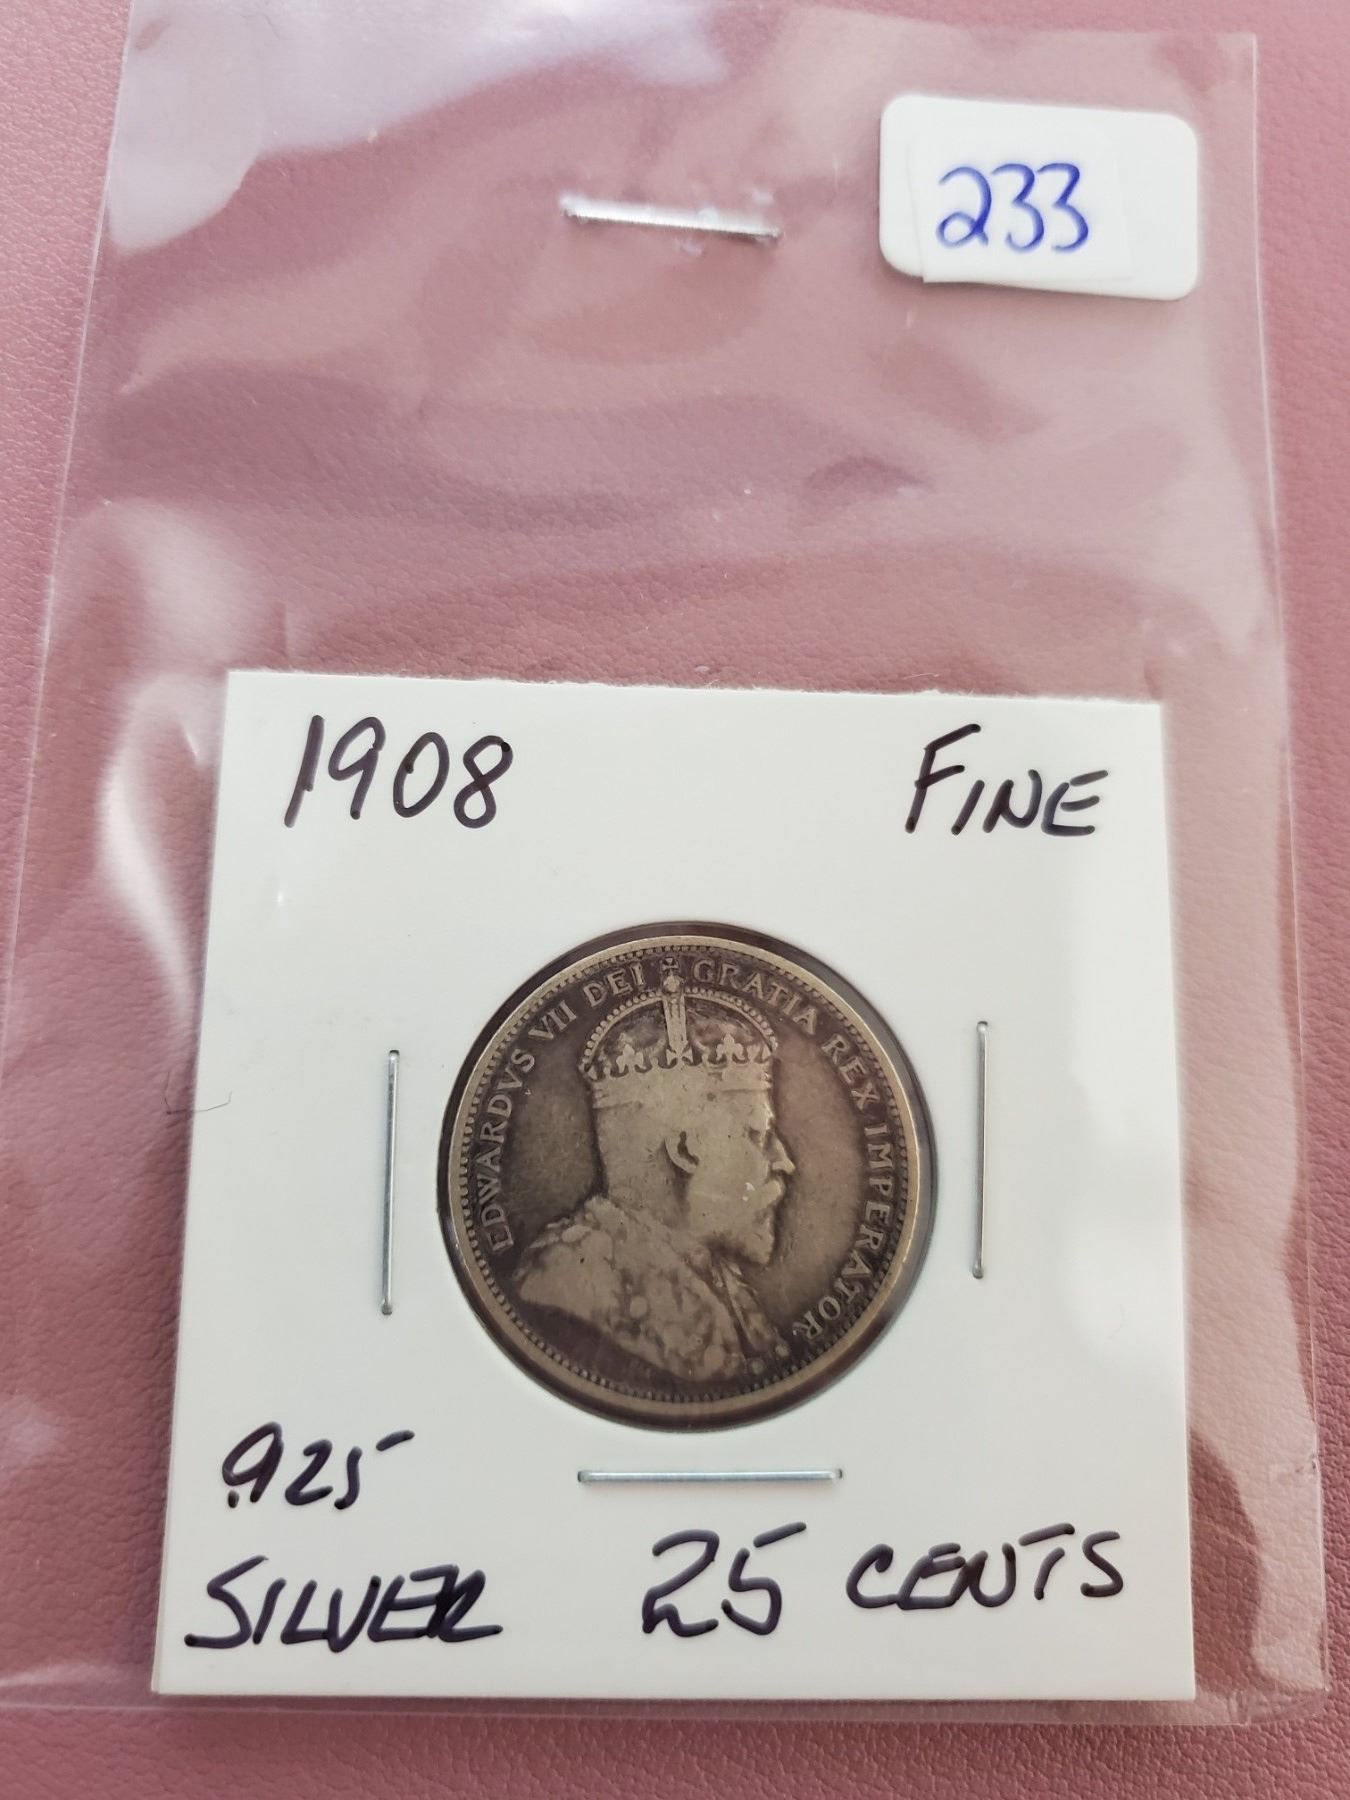 233
1908 FINE
EDWARDVS VII DEI GRATIA REX IMPERATOR
.925
SILVER 25 CENTS